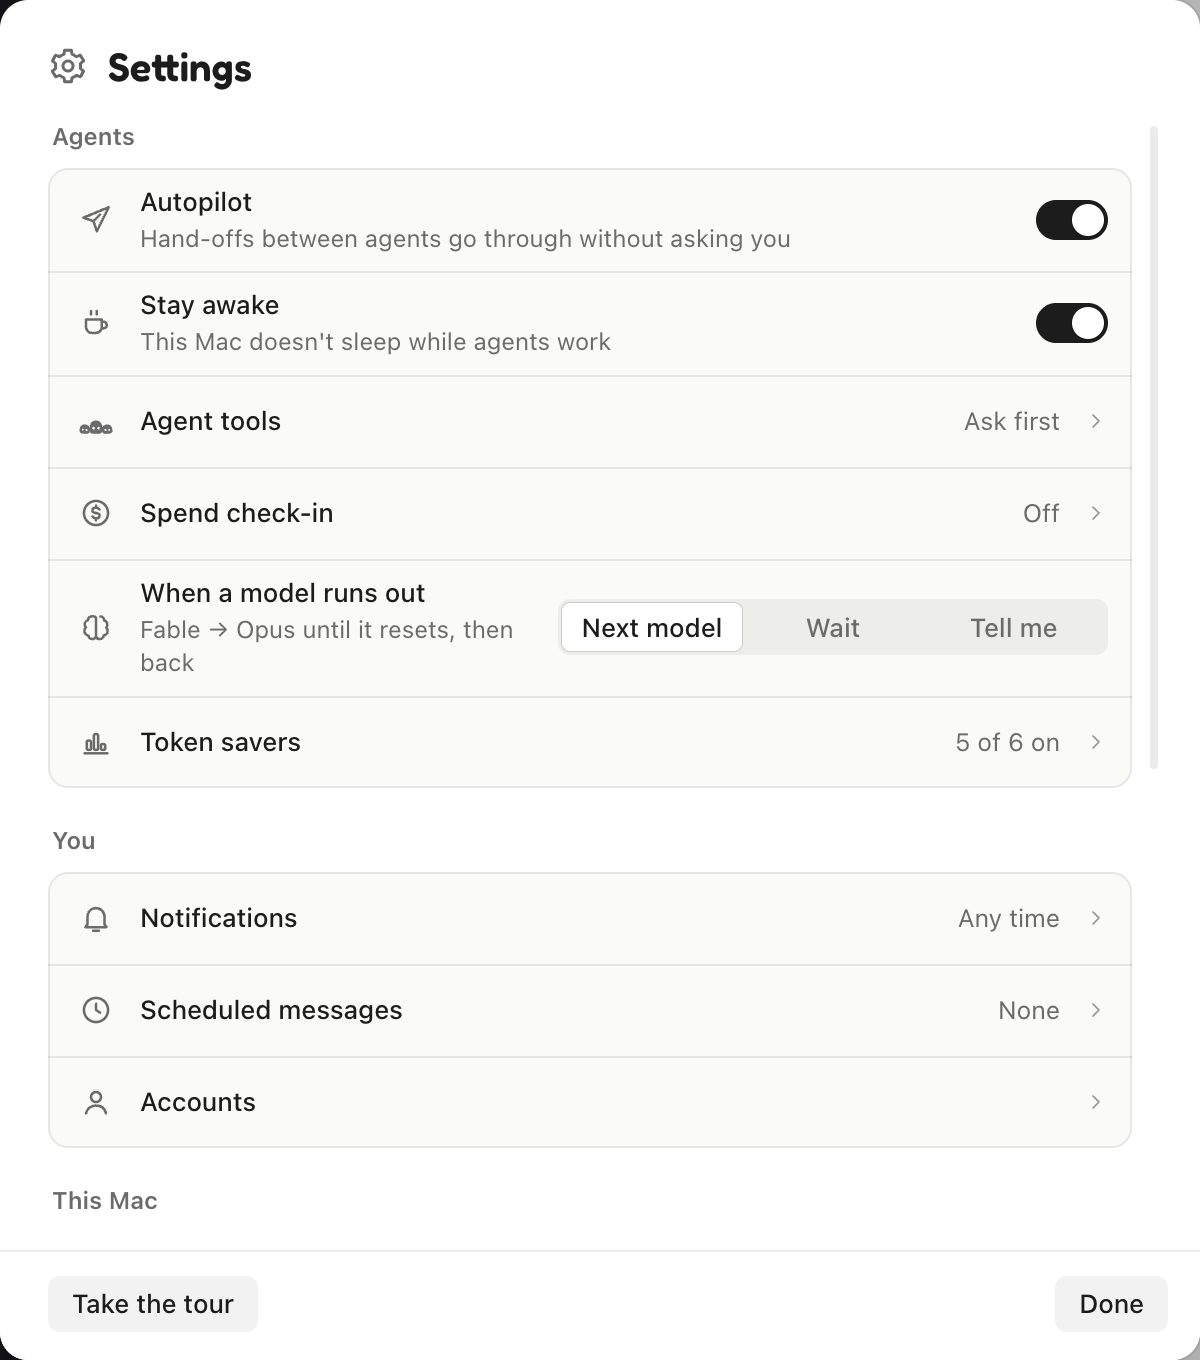 Settings
Agents
Autopilot
Hand-offs between agents go through without asking you
Stay awake
This Mac doesn't sleep while agents work
Agent tools
Ask first
Spend check-in
Off
When a model runs out
Fable → Opus until it resets, then
back
Next model
Wait
Tell me
Token savers
5 of 6 on
You
Notifications
Any time
Scheduled messages
None
Accounts
This Mac
Take the tour
Done